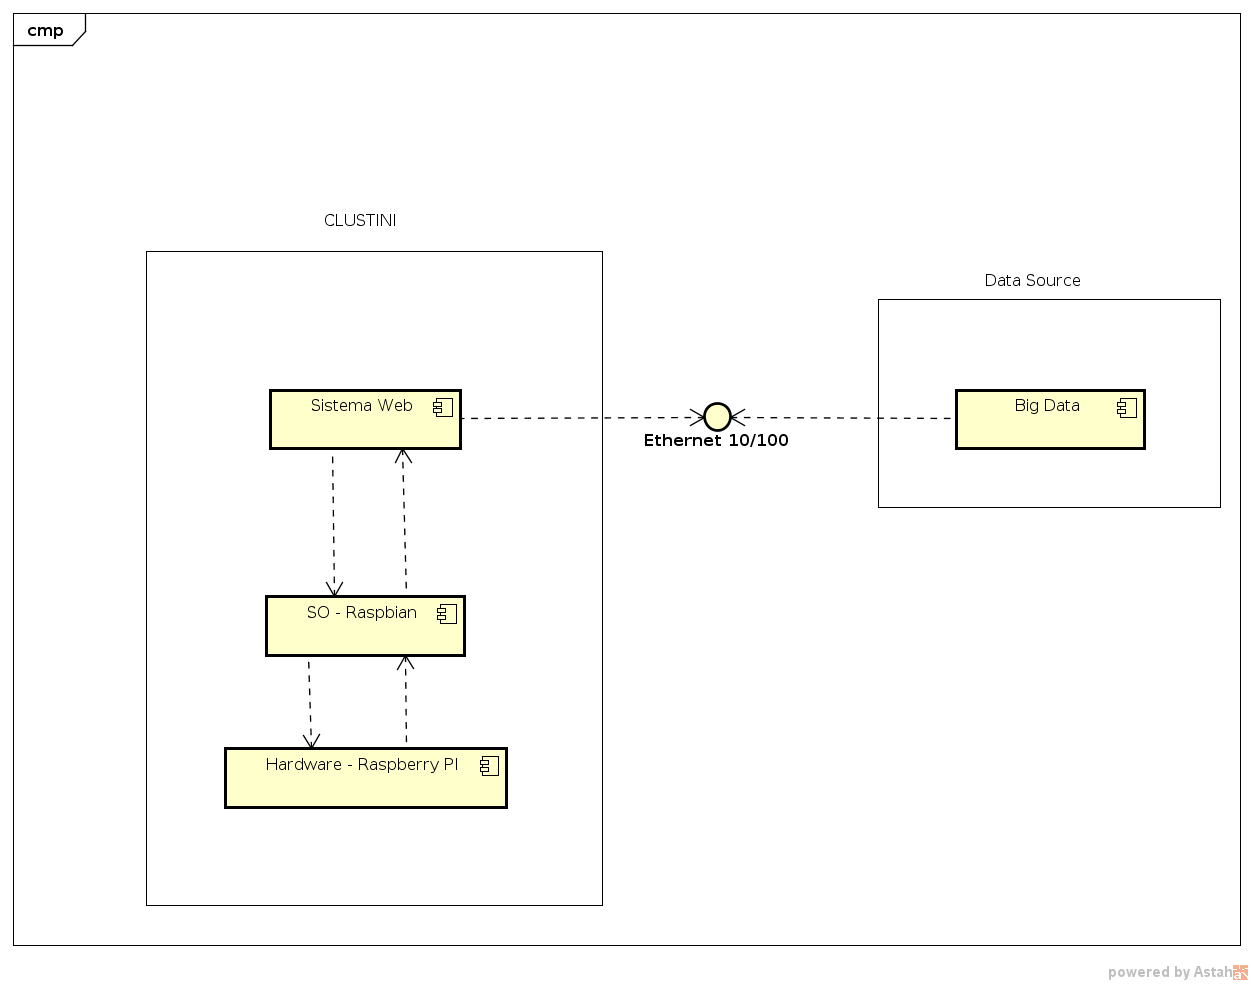 cmp
CLUSTINI
Data Source
Sistema Web
Big Data
Ethernet 10/100
SO - Raspbian
Hardware - Raspberry PI
powered by Astah